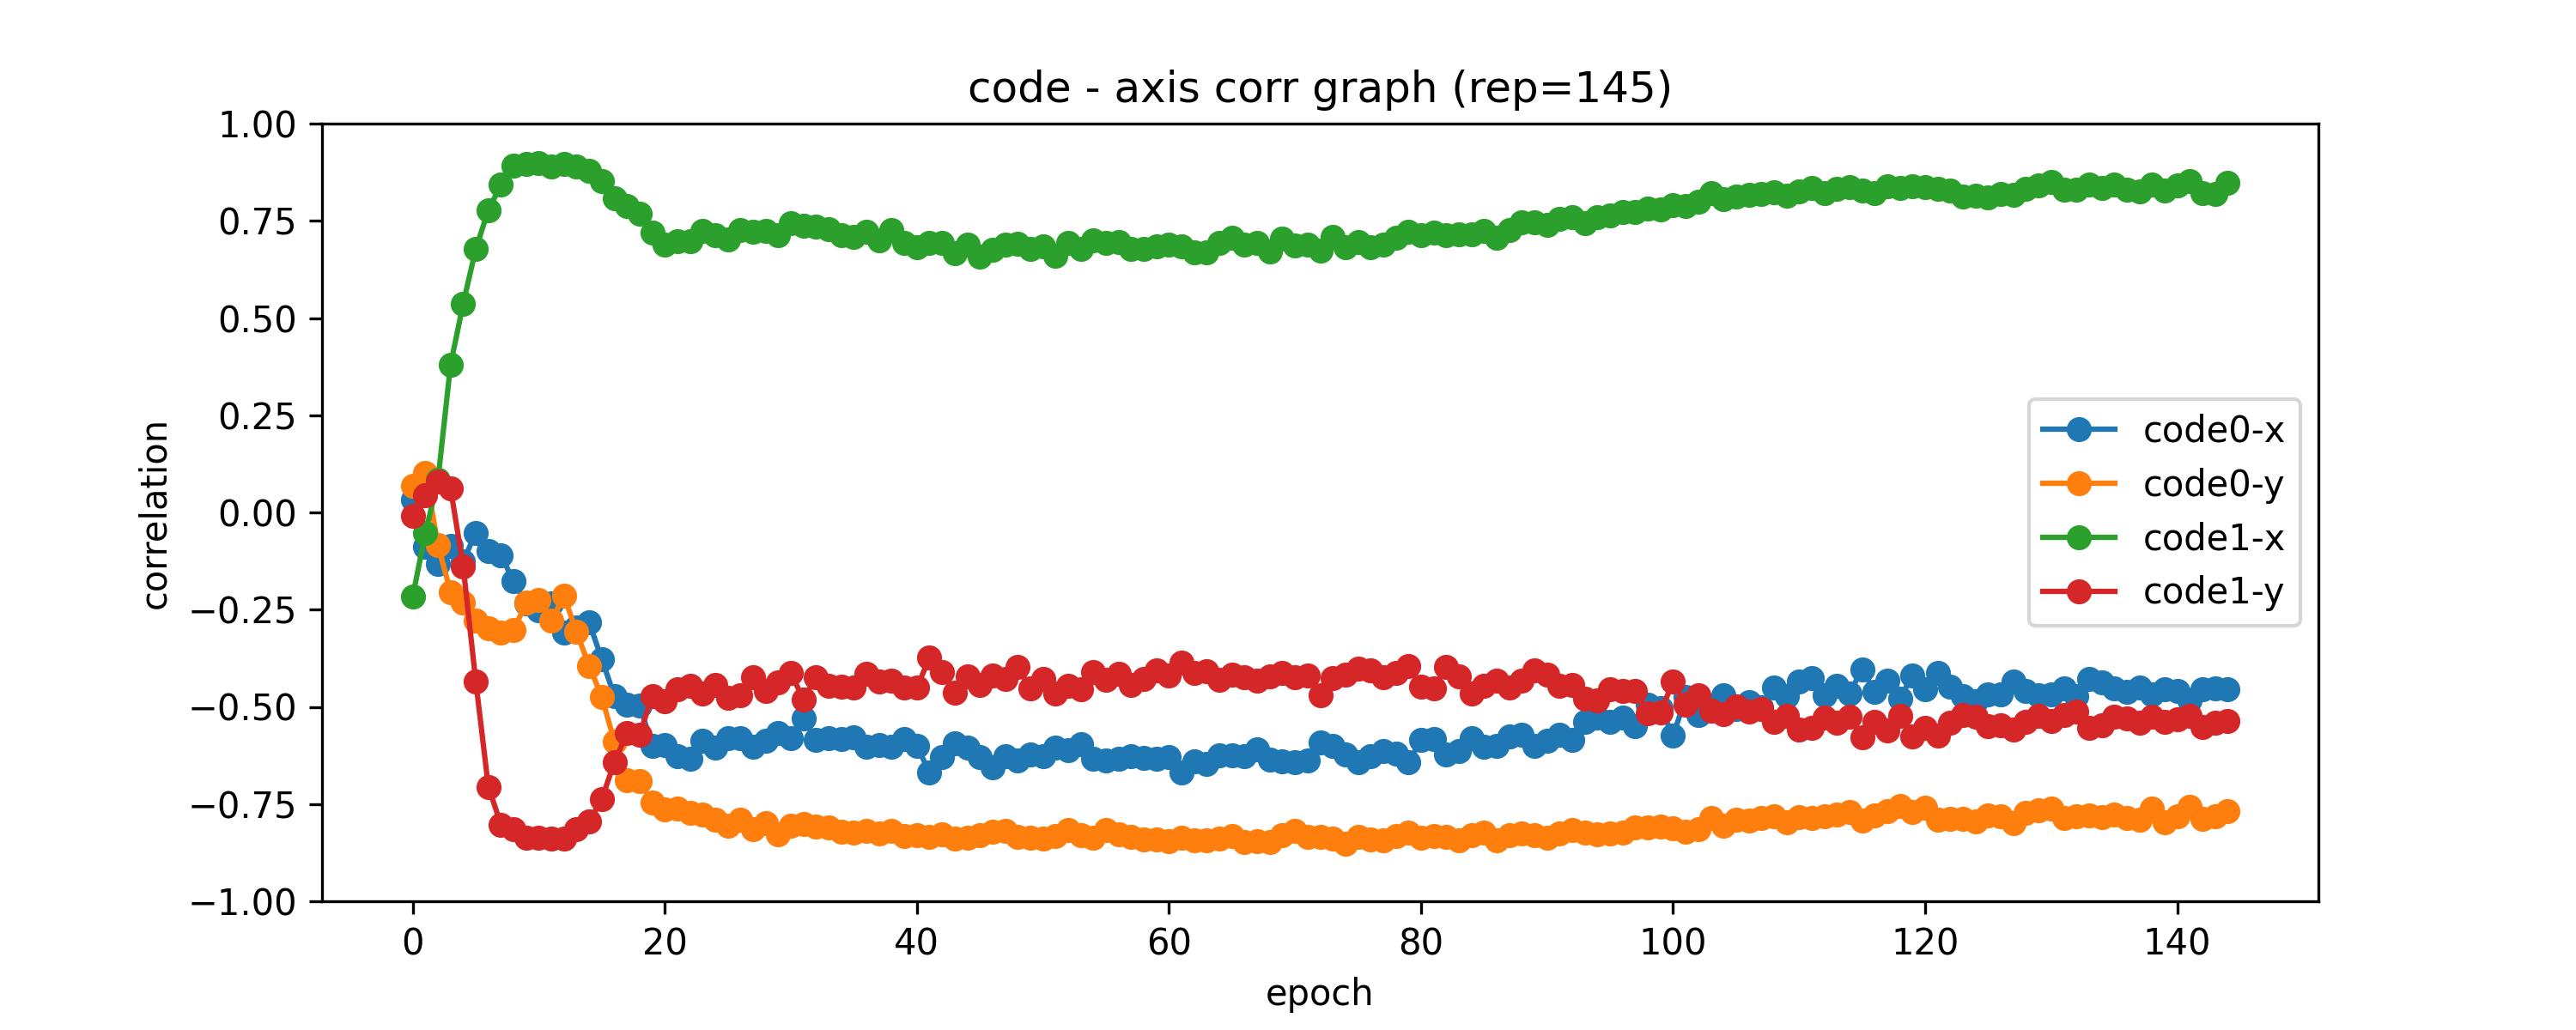 code - axis corr graph (rep=145)
1.00
0.75
0.50
0.25
0.00
−0.25
−0.50
−0.75
−1.00
correlation
code0-x
code0-y
code1-x
code1-y
0 20 40 60 80 100 120 140
epoch